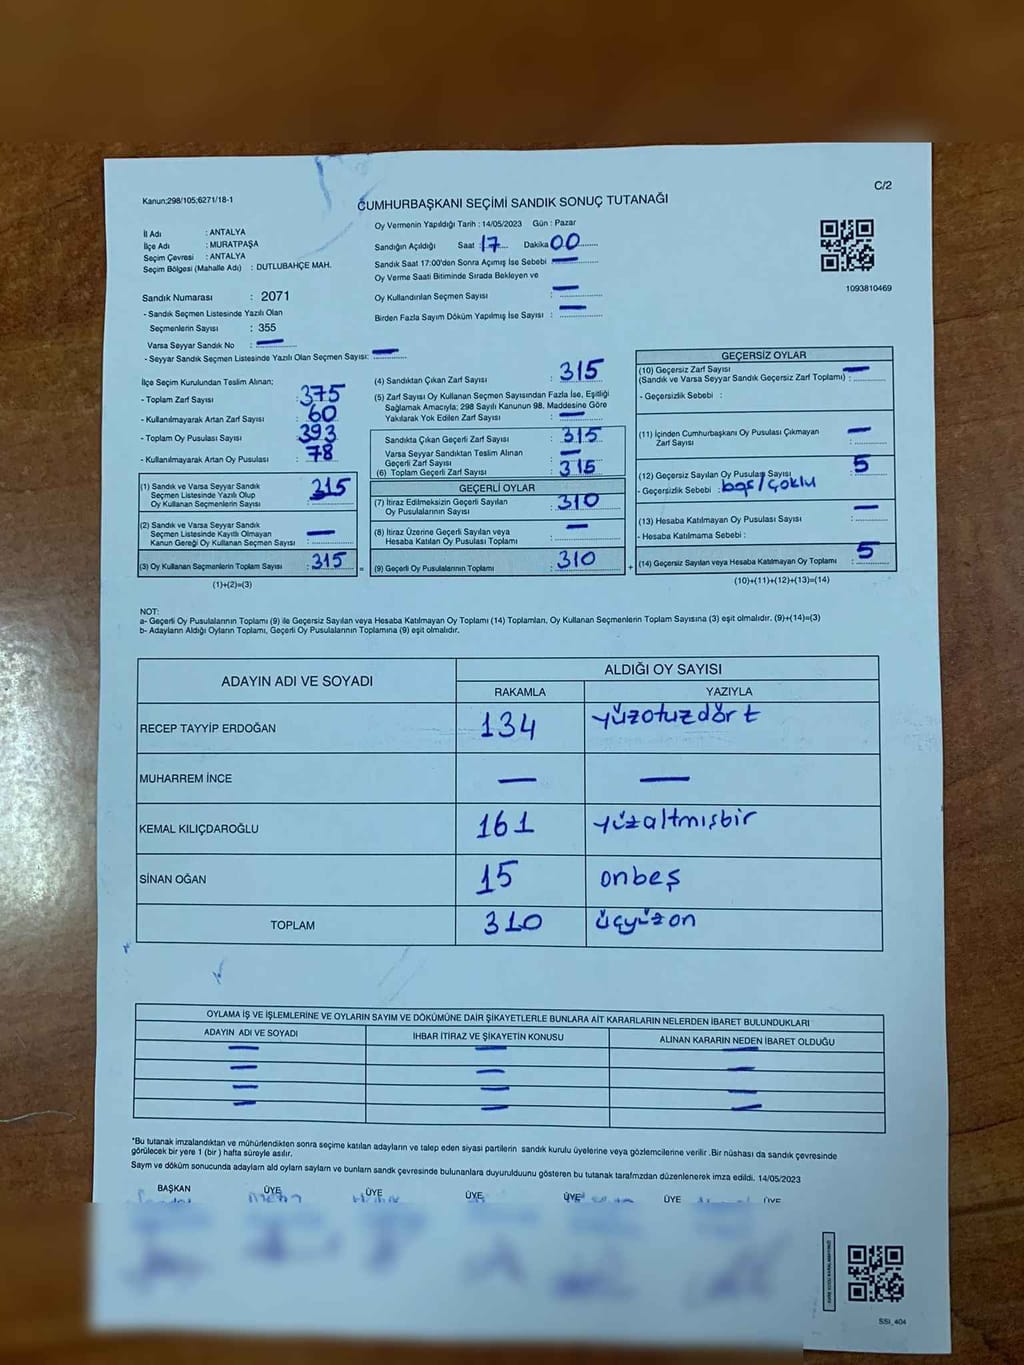 C/2
Kanun;298/105;6271/18-1
CUMHURBAŞKANI SEÇİMİ SANDIK SONUÇ TUTANAĞI
İl Adı : ANTALYA
İlçe Adı : MURATPAŞA
Seçim Çevresi : ANTALYA
Seçim Bölgesi (Mahalle Adı) : DUTLUBAHÇE MAH.
Sandık Numarası : 2071
- Sandık Seçmen Listesinde Yazılı Olan
Seçmenlerin Sayısı : 355
Varsa Seyyar Sandık No : —
- Seyyar Sandık Seçmen Listesinde Yazılı Olan Seçmen Sayısı: —
Oy Vermenin Yapıldığı Tarih : 14/05/2023 Gün : Pazar
Sandığın Açıldığı Saat 17 Dakika 00
Sandık Saat 17:00'den Sonra Açımış İse Sebebi —
Oy Verme Saati Bitiminde Sırada Bekleyen ve
Oy Kullandırılan Seçmen Sayısı : —
Birden Fazla Sayım Döküm Yapılmış İse Sayısı : —
1093810469
İlçe Seçim Kurulundan Teslim Alınan;
- Toplam Zarf Sayısı : 375
- Kullanılmayarak Artan Zarf Sayısı : 60
- Toplam Oy Pusulası Sayısı : 393
- Kullanılmayarak Artan Oy Pusulası : 78
(1) Sandık ve Varsa Seyyar Sandık
Seçmen Listesinde Yazılı Olup
Oy Kullanan Seçmenlerin Sayısı : 315
(2) Sandık ve Varsa Seyyar Sandık
Seçmen Listesinde Kayıtlı Olmayan
Kanun Gereği Oy Kullanan Seçmen Sayısı : —
(3) Oy Kullanan Seçmenlerin Toplam Sayısı : 315
(1)+(2)=(3)
(4) Sandıktan Çıkan Zarf Sayısı : 315
(5) Zarf Sayısı Oy Kullanan Seçmen Sayısından Fazla İse, Eşitliği
Sağlamak Amacıyla; 298 Sayılı Kanunun 98. Maddesine Göre
Yakılarak Yok Edilen Zarf Sayısı : —
Sandıkta Çıkan Geçerli Zarf Sayısı : 315
Varsa Seyyar Sandıktan Teslim Alınan
Geçerli Zarf Sayısı : —
(6) Toplam Geçerli Zarf Sayısı : 315
GEÇERLİ OYLAR
(7) İtiraz Edilmeksizin Geçerli Sayılan
Oy Pusulalarının Sayısı : 310
(8) İtiraz Üzerine Geçerli Sayılan veya
Hesaba Katılan Oy Pusulası Toplamı : —
(9) Geçerli Oy Pusulalarının Toplamı : 310
GEÇERSİZ OYLAR
(10) Geçersiz Zarf Sayısı
(Sandık ve Varsa Seyyar Sandık Geçersiz Zarf Toplamı) : —
- Geçersizlik Sebebi :
(11) İçinden Cumhurbaşkanı Oy Pusulası Çıkmayan
Zarf Sayısı : —
(12) Geçersiz Sayılan Oy Pusulası Sayısı : 5
- Geçersizlik Sebebi : boş/çoklu
(13) Hesaba Katılmayan Oy Pusulası Sayısı : —
- Hesaba Katılmama Sebebi :
(14) Geçersiz Sayılan veya Hesaba Katılmayan Oy Toplamı : 5
(10)+(11)+(12)+(13)=(14)
NOT:
a- Geçerli Oy Pusulalarının Toplamı (9) ile Geçersiz Sayılan veya Hesaba Katılmayan Oy Toplamı (14) Toplamları, Oy Kullanan Seçmenlerin Toplam Sayısına (3) eşit olmalıdır. (9)+(14)=(3)
b- Adayların Aldığı Oyların Toplamı, Geçerli Oy Pusulalarının Toplamına (9) eşit olmalıdır.
ADAYIN ADI VE SOYADI ALDIĞI OY SAYISI
RAKAMLA YAZIYLA
RECEP TAYYİP ERDOĞAN 134 yüzotuzdört
MUHARREM İNCE — —
KEMAL KILIÇDAROĞLU 161 yüzaltmışbir
SİNAN OĞAN 15 onbeş
TOPLAM 310 üçyüzon
OYLAMA İŞ VE İŞLEMLERİNE VE OYLARIN SAYIM VE DÖKÜMÜNE DAİR ŞİKAYETLERLE BUNLARA AİT KARARLARIN NELERDEN İBARET BULUNDUKLARI
ADAYIN ADI VE SOYADI İHBAR İTİRAZ VE ŞİKAYETİN KONUSU ALINAN KARARIN NEDEN İBARET OLDUĞU
— — —
— — —
— — —
— — —
*Bu tutanak imzalandıktan ve mühürlendikten sonra seçime katılan adayların ve talep eden siyasi partilerin sandık kurulu üyelerine veya gözlemcilerine verilir .Bir nüshası da sandık çevresinde
görülecek bir yere 1 (bir ) hafta süreyle asılır.
Sayım ve döküm sonucunda adayların ald oyların sayların ve bunların sandk çevresinde bulunanlara duyurulduunu gösteren bu tutanak tarafmzdan düzenlenerek imza edildi. 14/05/2023
BAŞKAN ÜYE ÜYE ÜYE ÜYE ÜYE ÜYE
SSI_404